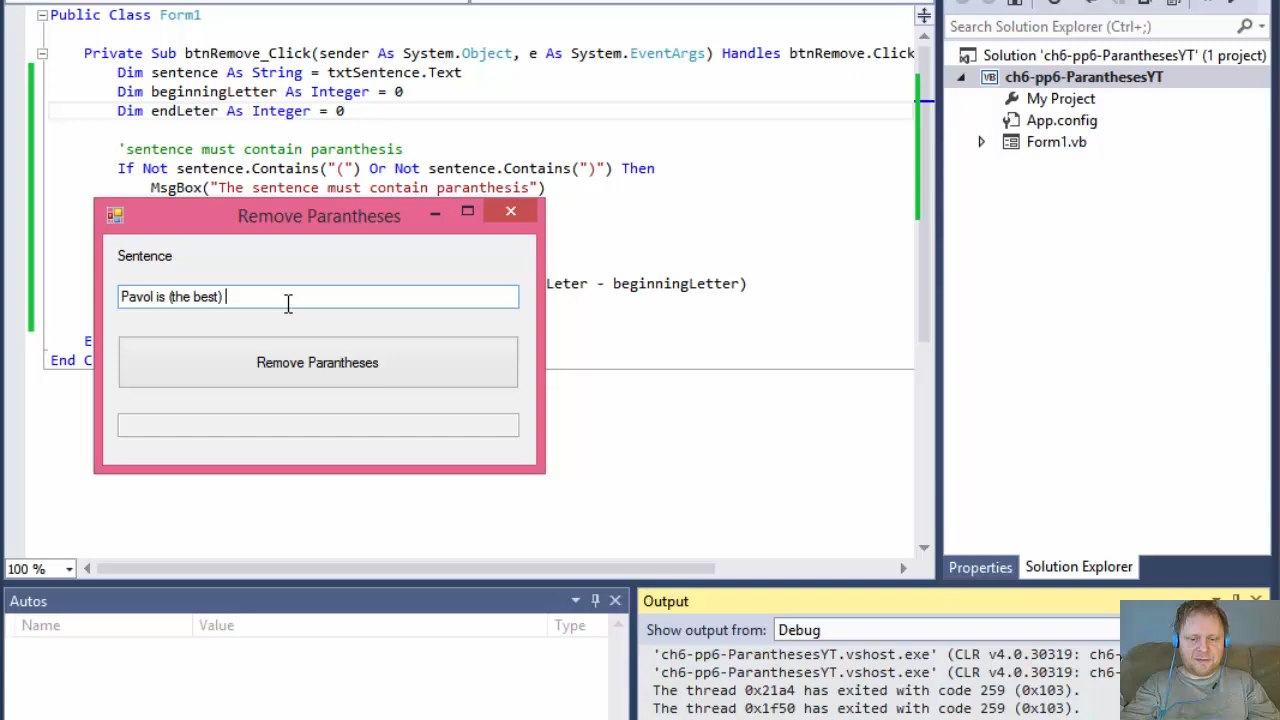 Public Class Form1
Private Sub btnRemove_Click(sender As System.Object, e As System.EventArgs) Handles btnRemove.Click
Dim sentence As String = txtSentence.Text
Dim beginningLetter As Integer = 0
Dim endLeter As Integer = 0
'sentence must contain paranthesis
If Not sentence.Contains("(") Or Not sentence.Contains(")") Then
MsgBox("The sentence must contain paranthesis")
Leter - beginningLetter)
E
End C
Remove Parantheses
Sentence
Pavol is (the best)
Remove Parantheses
100 %
Search Solution Explorer (Ctrl+;)
Solution 'ch6-pp6-ParanthesesYT' (1 project)
VB ch6-pp6-ParanthesesYT
My Project
App.config
Form1.vb
Properties
Solution Explorer
Autos
Name Value Type
Output
Show output from: Debug
'ch6-pp6-ParanthesesYT.vshost.exe' (CLR v4.0.30319: ch6-
'ch6-pp6-ParanthesesYT.vshost.exe' (CLR v4.0.30319: ch6-
The thread 0x21a4 has exited with code 259 (0x103).
The thread 0x1f50 has exited with code 259 (0x103).